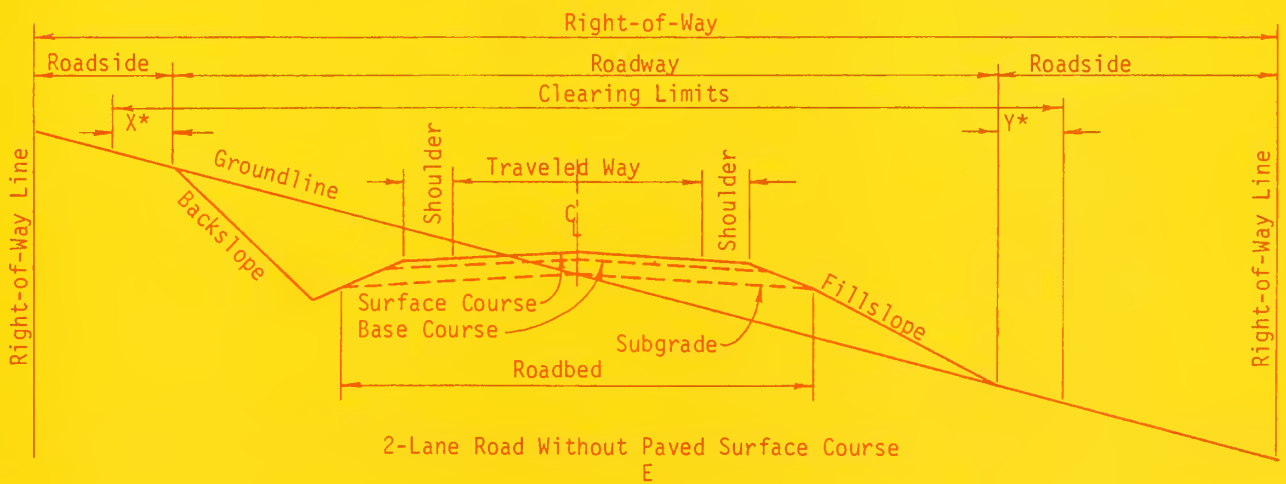 Right-of-Way
Roadside
Roadway
Roadside
Clearing Limits
X*
Y*
Right-of-Way Line
Groundline
Backslope
Shoulder
Traveled Way
Shoulder
℄
Surface Course
Base Course
Subgrade
Fillslope
Roadbed
Right-of-Way Line
2-Lane Road Without Paved Surface Course
E